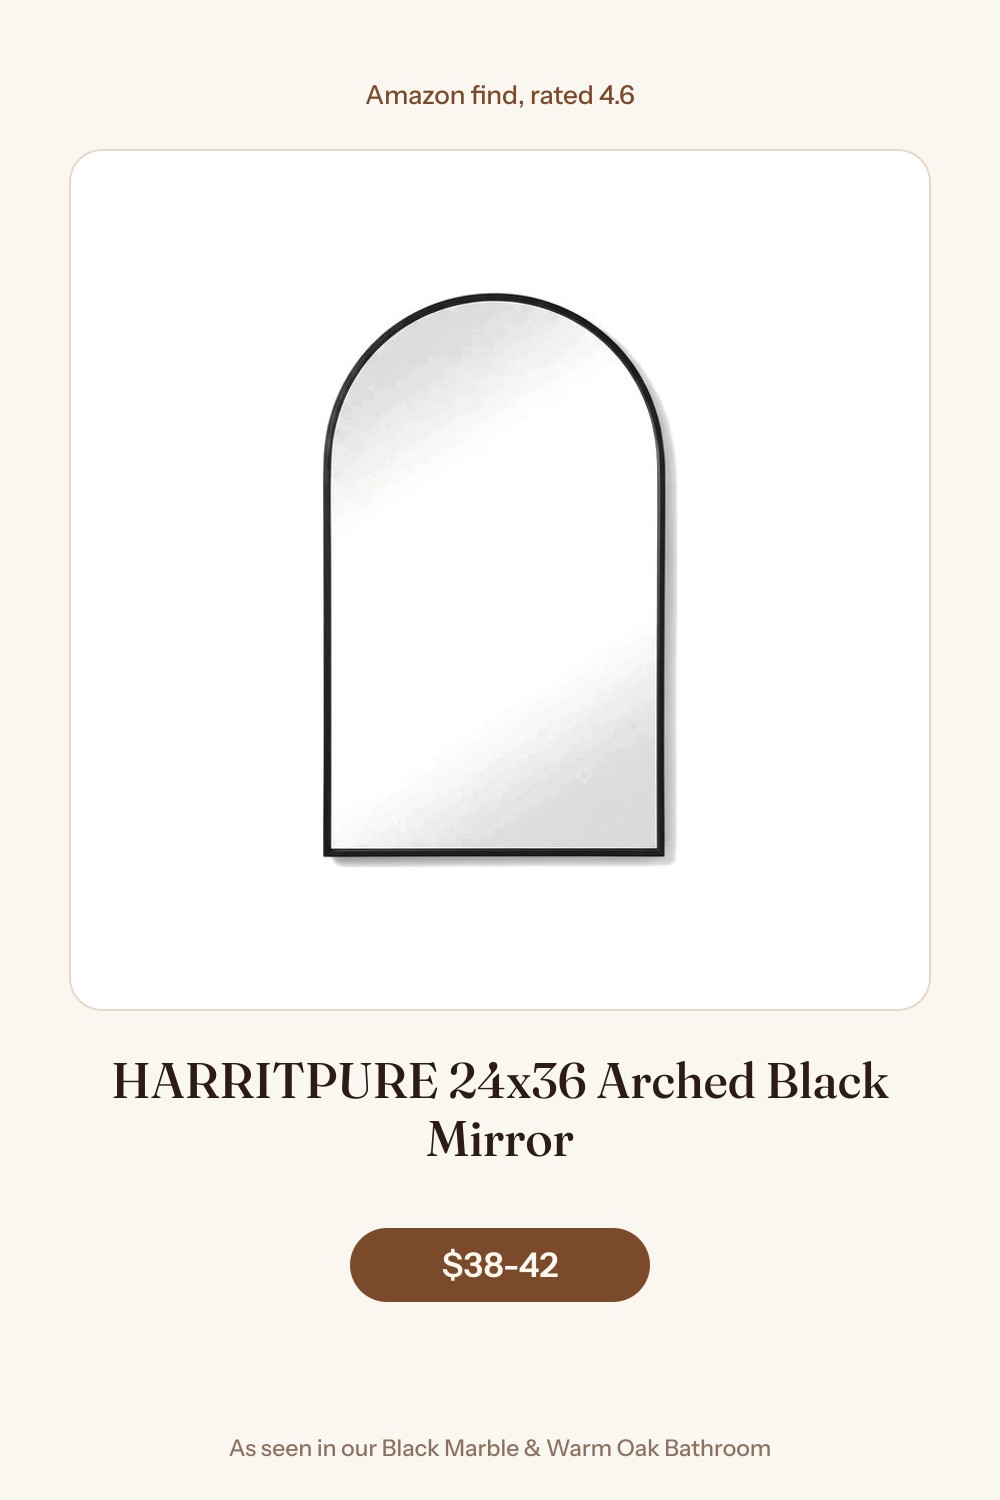 Amazon find, rated 4.6
HARRITPURE 24x36 Arched Black
Mirror
$38-42
As seen in our Black Marble & Warm Oak Bathroom